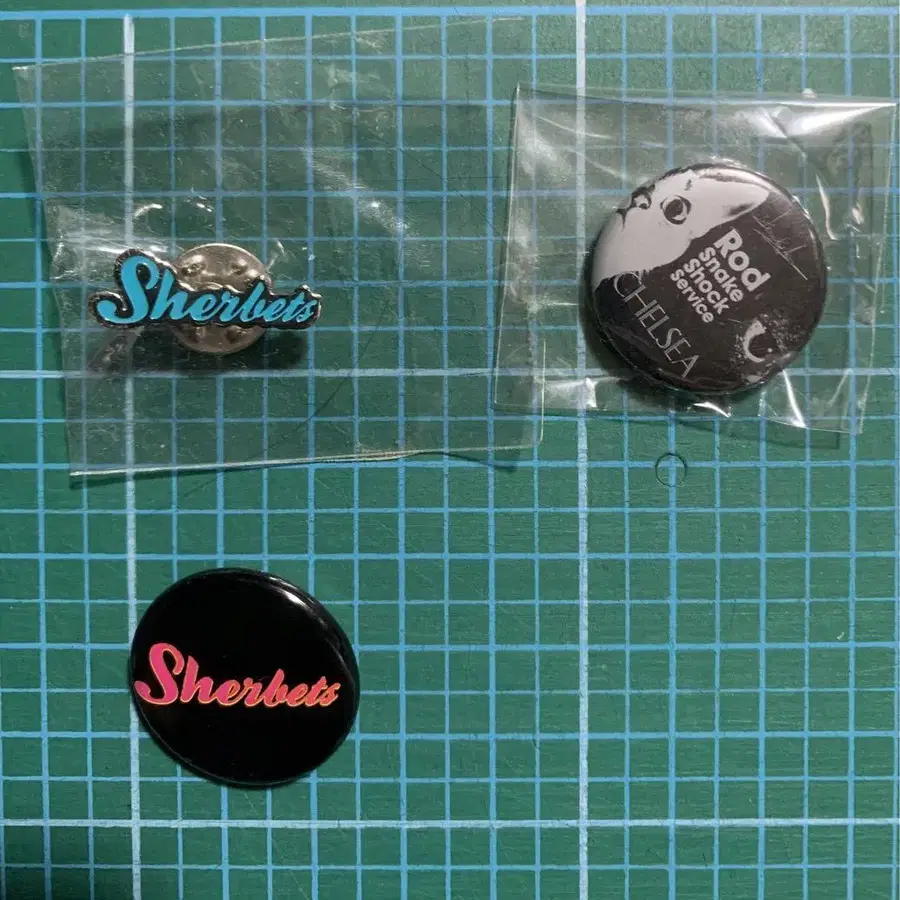 Sherbets
Rod
Snake
Shock
Service
CHELSEA
Sherbets